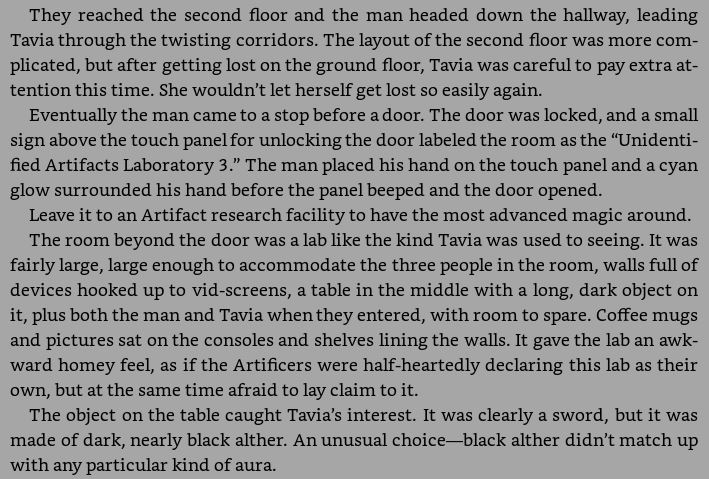 They reached the second floor and the man headed down the hallway, leading
Tavia through the twisting corridors. The layout of the second floor was more com-
plicated, but after getting lost on the ground floor, Tavia was careful to pay extra at-
tention this time. She wouldn’t let herself get lost so easily again.
Eventually the man came to a stop before a door. The door was locked, and a small
sign above the touch panel for unlocking the door labeled the room as the “Unidenti-
fied Artifacts Laboratory 3.” The man placed his hand on the touch panel and a cyan
glow surrounded his hand before the panel beeped and the door opened.
Leave it to an Artifact research facility to have the most advanced magic around.
The room beyond the door was a lab like the kind Tavia was used to seeing. It was
fairly large, large enough to accommodate the three people in the room, walls full of
devices hooked up to vid-screens, a table in the middle with a long, dark object on
it, plus both the man and Tavia when they entered, with room to spare. Coffee mugs
and pictures sat on the consoles and shelves lining the walls. It gave the lab an awk-
ward homey feel, as if the Artificers were half-heartedly declaring this lab as their
own, but at the same time afraid to lay claim to it.
The object on the table caught Tavia’s interest. It was clearly a sword, but it was
made of dark, nearly black alther. An unusual choice—black alther didn’t match up
with any particular kind of aura.